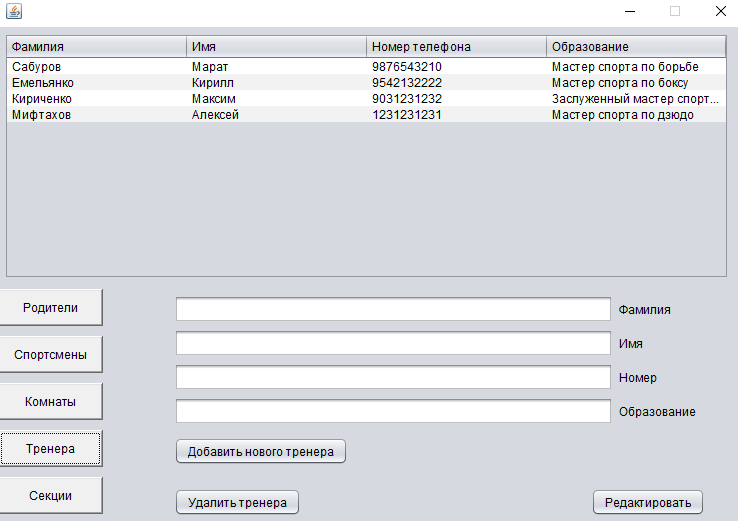 Фамилия Имя Номер телефона Образование
Сабуров Марат 9876543210 Мастер спорта по борьбе
Емельянко Кирилл 9542132222 Мастер спорта по боксу
Кириченко Максим 9031231232 Заслуженный мастер спорт...
Мифтахов Алексей 1231231231 Мастер спорта по дзюдо
Родители
Фамилия
Спортсмены
Имя
Комнаты
Номер
Образование
Тренера
Добавить нового тренера
Секции
Удалить тренера
Редактировать